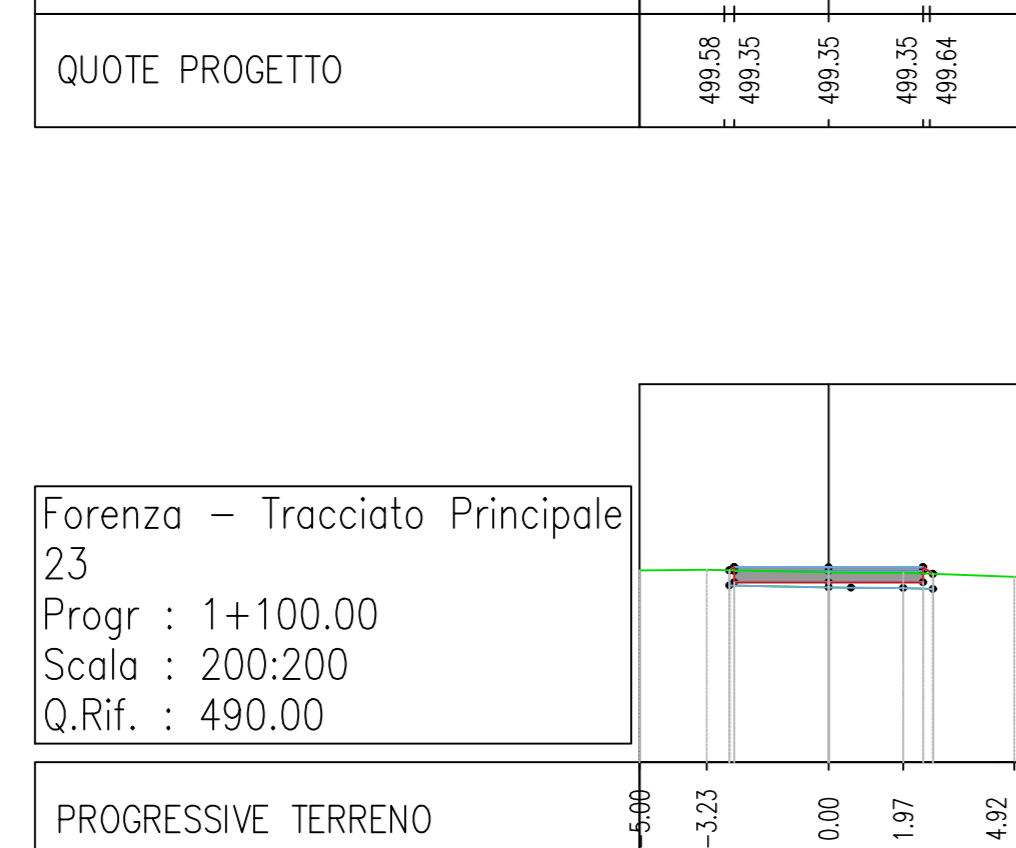 QUOTE PROGETTO 499.58 499.35 499.35 499.35 499.64
Forenza - Tracciato Principale
23
Progr : 1+100.00
Scala : 200:200
Q.Rif. : 490.00
PROGRESSIVE TERRENO -5.00 -3.23 0.00 1.97 4.92